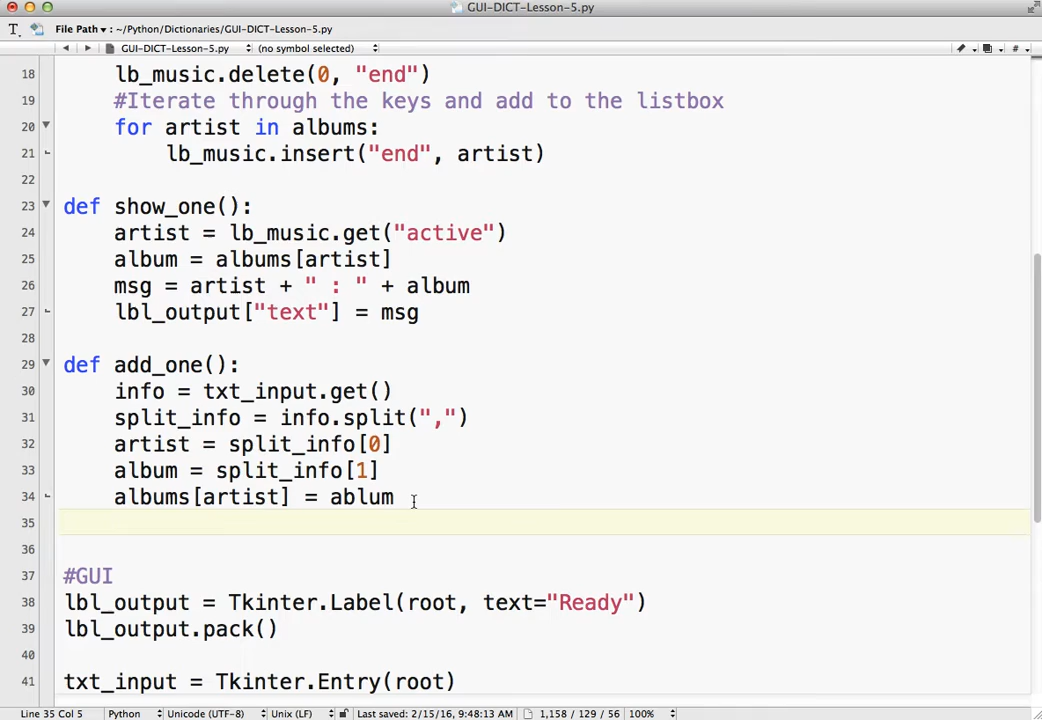 GUI-DICT-Lesson-5.py
File Path ▾ : ~/Python/Dictionaries/GUI-DICT-Lesson-5.py
GUI-DICT-Lesson-5.py (no symbol selected)
18 lb_music.delete(0, "end")
19 #Iterate through the keys and add to the listbox
20 for artist in albums:
21 lb_music.insert("end", artist)
22
23 def show_one():
24 artist = lb_music.get("active")
25 album = albums[artist]
26 msg = artist + " : " + album
27 lbl_output["text"] = msg
28
29 def add_one():
30 info = txt_input.get()
31 split_info = info.split(",")
32 artist = split_info[0]
33 album = split_info[1]
34 albums[artist] = ablum
35
36
37 #GUI
38 lbl_output = Tkinter.Label(root, text="Ready")
39 lbl_output.pack()
40
41 txt_input = Tkinter.Entry(root)
Line 35 Col 5 Python Unicode (UTF-8) Unix (LF) Last saved: 2/15/16, 9:48:13 AM 1,158 / 129 / 56 100%